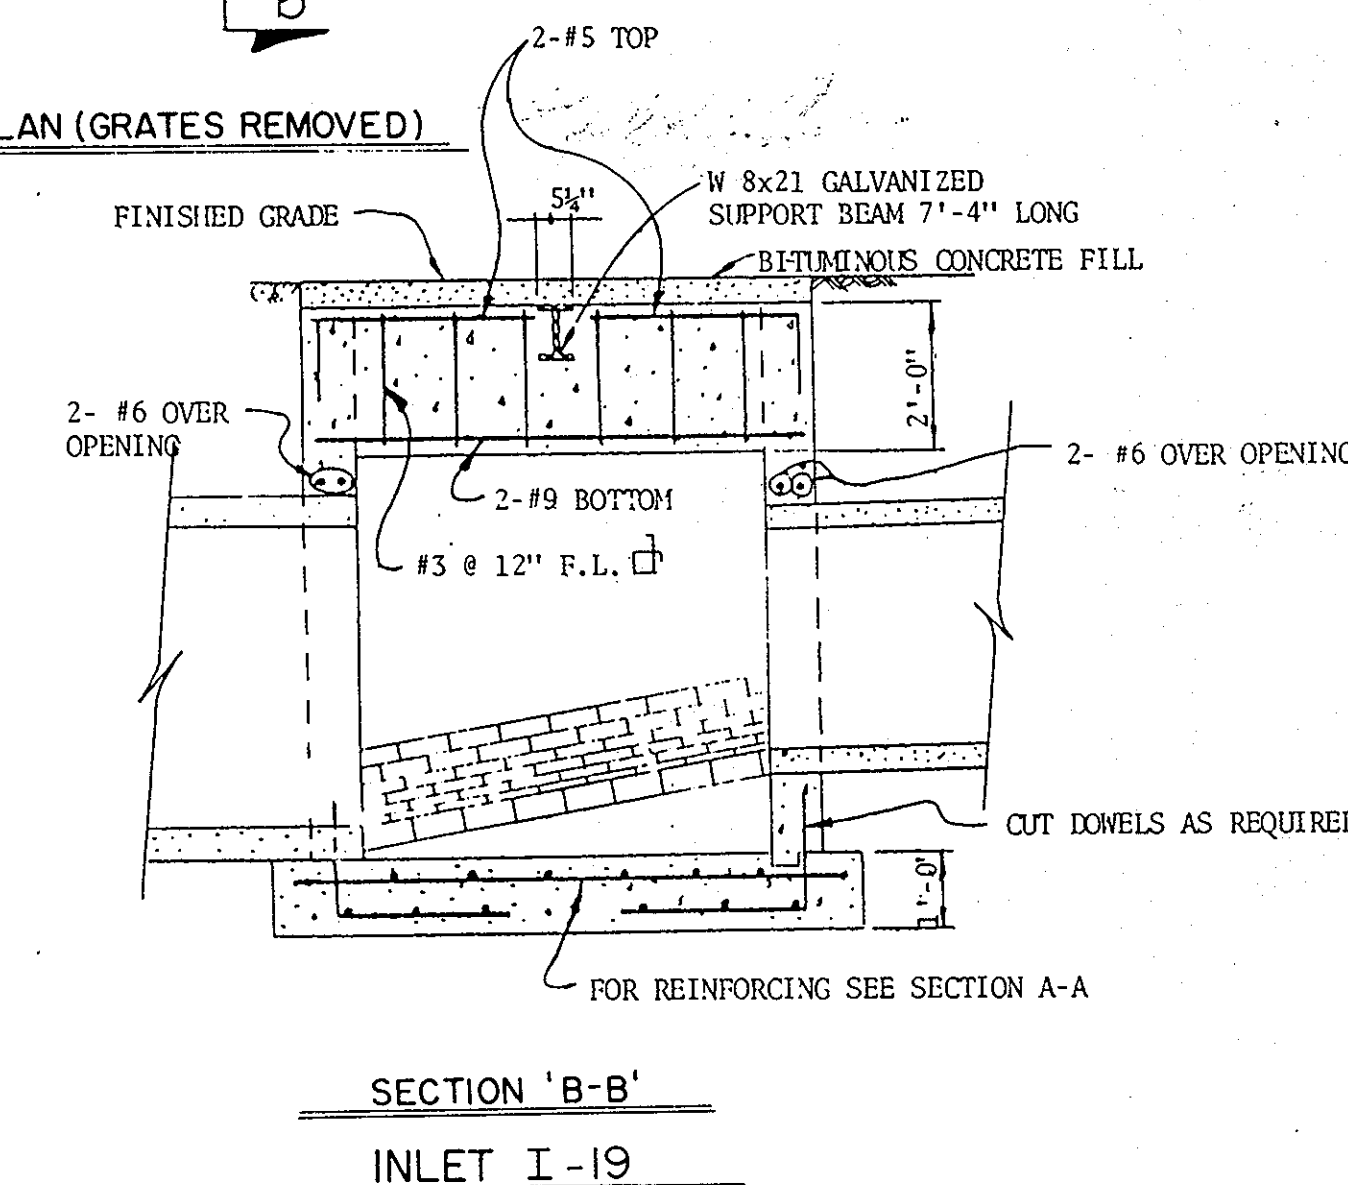 2-#5 TOP
LAN (GRATES REMOVED)
W 8x21 GALVANIZED
SUPPORT BEAM 7'-4" LONG
5¼"
FINISHED GRADE
BITUMINOUS CONCRETE FILL
2'-0"
2- #6 OVER
OPENING
2- #6 OVER OPENING
2-#9 BOTTOM
#3 @ 12" F.L.
CUT DOWELS AS REQUIRED
1'-0"
FOR REINFORCING SEE SECTION A-A
SECTION 'B-B'
INLET I-19